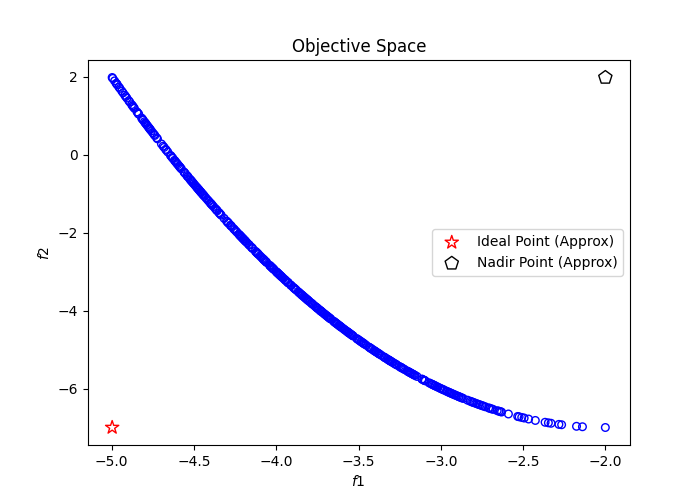 Objective Space
2
0
−2
−4
−6
f2
Ideal Point (Approx)
Nadir Point (Approx)
−5.0 −4.5 −4.0 −3.5 −3.0 −2.5 −2.0
f1